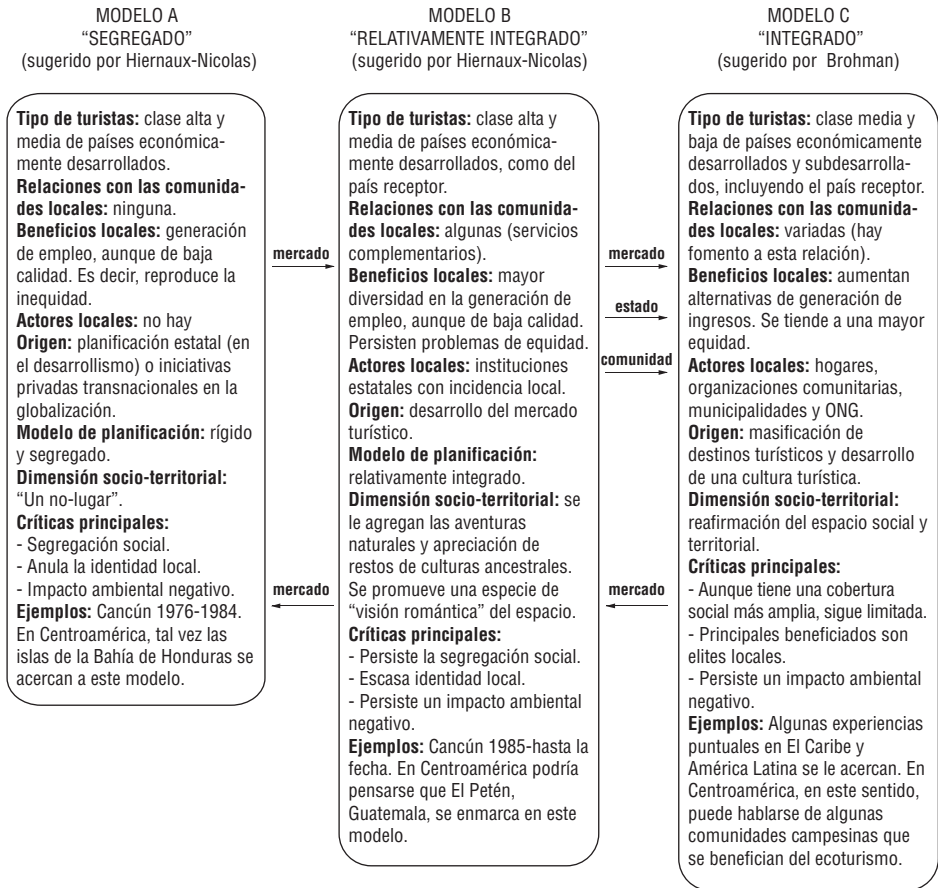 MODELO A
“SEGREGADO”
(sugerido por Hiernaux-Nicolas)
Tipo de turistas: clase alta y
media de países económica-
mente desarrollados.
Relaciones con las comunida-
des locales: ninguna.
Beneficios locales: generación
de empleo, aunque de baja
calidad. Es decir, reproduce la
inequidad.
Actores locales: no hay
Origen: planificación estatal (en
el desarrollismo) o iniciativas
privadas transnacionales en la
globalización.
Modelo de planificación: rígido
y segregado.
Dimensión socio-territorial:
“Un no-lugar”.
Críticas principales:
- Segregación social.
- Anula la identidad local.
- Impacto ambiental negativo.
Ejemplos: Cancún 1976-1984.
En Centroamérica, tal vez las
islas de la Bahía de Honduras se
acercan a este modelo.
mercado
mercado
MODELO B
“RELATIVAMENTE INTEGRADO”
(sugerido por Hiernaux-Nicolas)
Tipo de turistas: clase alta y
media de países económica-
mente desarrollados, como del
país receptor.
Relaciones con las comunida-
des locales: algunas (servicios
complementarios).
Beneficios locales: mayor
diversidad en la generación de
empleo, aunque de baja calidad.
Persisten problemas de equidad.
Actores locales: instituciones
estatales con incidencia local.
Origen: desarrollo del mercado
turístico.
Modelo de planificación:
relativamente integrado.
Dimensión socio-territorial: se
le agregan las aventuras
naturales y apreciación de
restos de culturas ancestrales.
Se promueve una especie de
“visión romántica” del espacio.
Críticas principales:
- Persiste la segregación social.
- Escasa identidad local.
- Persiste un impacto ambiental
negativo.
Ejemplos: Cancún 1985-hasta la
fecha. En Centroamérica podría
pensarse que El Petén,
Guatemala, se enmarca en este
modelo.
mercado
estado
comunidad
mercado
MODELO C
“INTEGRADO”
(sugerido por Brohman)
Tipo de turistas: clase media y
baja de países económicamente
desarrollados y subdesarrolla-
dos, incluyendo el país receptor.
Relaciones con las comunida-
des locales: variadas (hay
fomento a esta relación).
Beneficios locales: aumentan
alternativas de generación de
ingresos. Se tiende a una mayor
equidad.
Actores locales: hogares,
organizaciones comunitarias,
municipalidades y ONG.
Origen: masificación de
destinos turísticos y desarrollo
de una cultura turística.
Dimensión socio-territorial:
reafirmación del espacio social y
territorial.
Críticas principales:
- Aunque tiene una cobertura
social más amplia, sigue limitada.
- Principales beneficiados son
elites locales.
- Persiste un impacto ambiental
negativo.
Ejemplos: Algunas experiencias
puntuales en El Caribe y
América Latina se le acercan. En
Centroamérica, en este sentido,
puede hablarse de algunas
comunidades campesinas que
se benefician del ecoturismo.